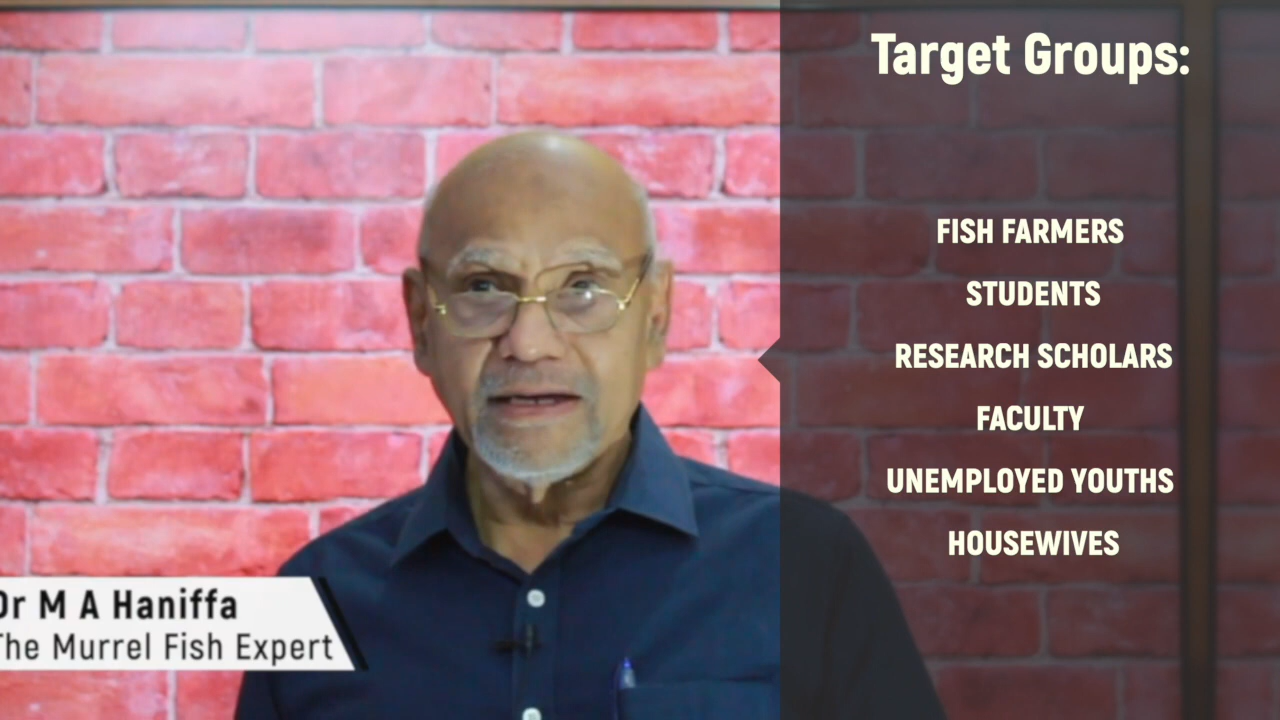 Target Groups:
FISH FARMERS
STUDENTS
RESEARCH SCHOLARS
FACULTY
UNEMPLOYED YOUTHS
HOUSEWIVES
Dr M A Haniffa
The Murrel Fish Expert